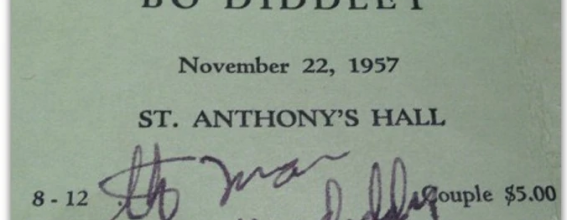 BO DIDDLEY
November 22, 1957
ST. ANTHONY'S HALL
8 - 12 Couple $5.00